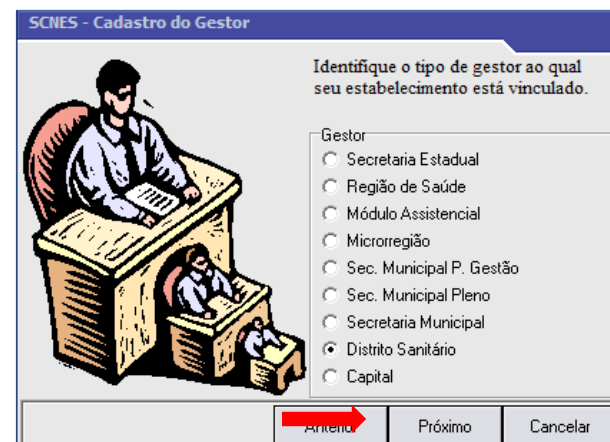 SCNES - Cadastro do Gestor
Identifique o tipo de gestor ao qual
seu estabelecimento está vinculado.
Gestor
Secretaria Estadual
Região de Saúde
Módulo Assistencial
Microrregião
Sec. Municipal P. Gestão
Sec. Municipal Pleno
Secretaria Municipal
Distrito Sanitário
Capital
Anterior
Próximo
Cancelar